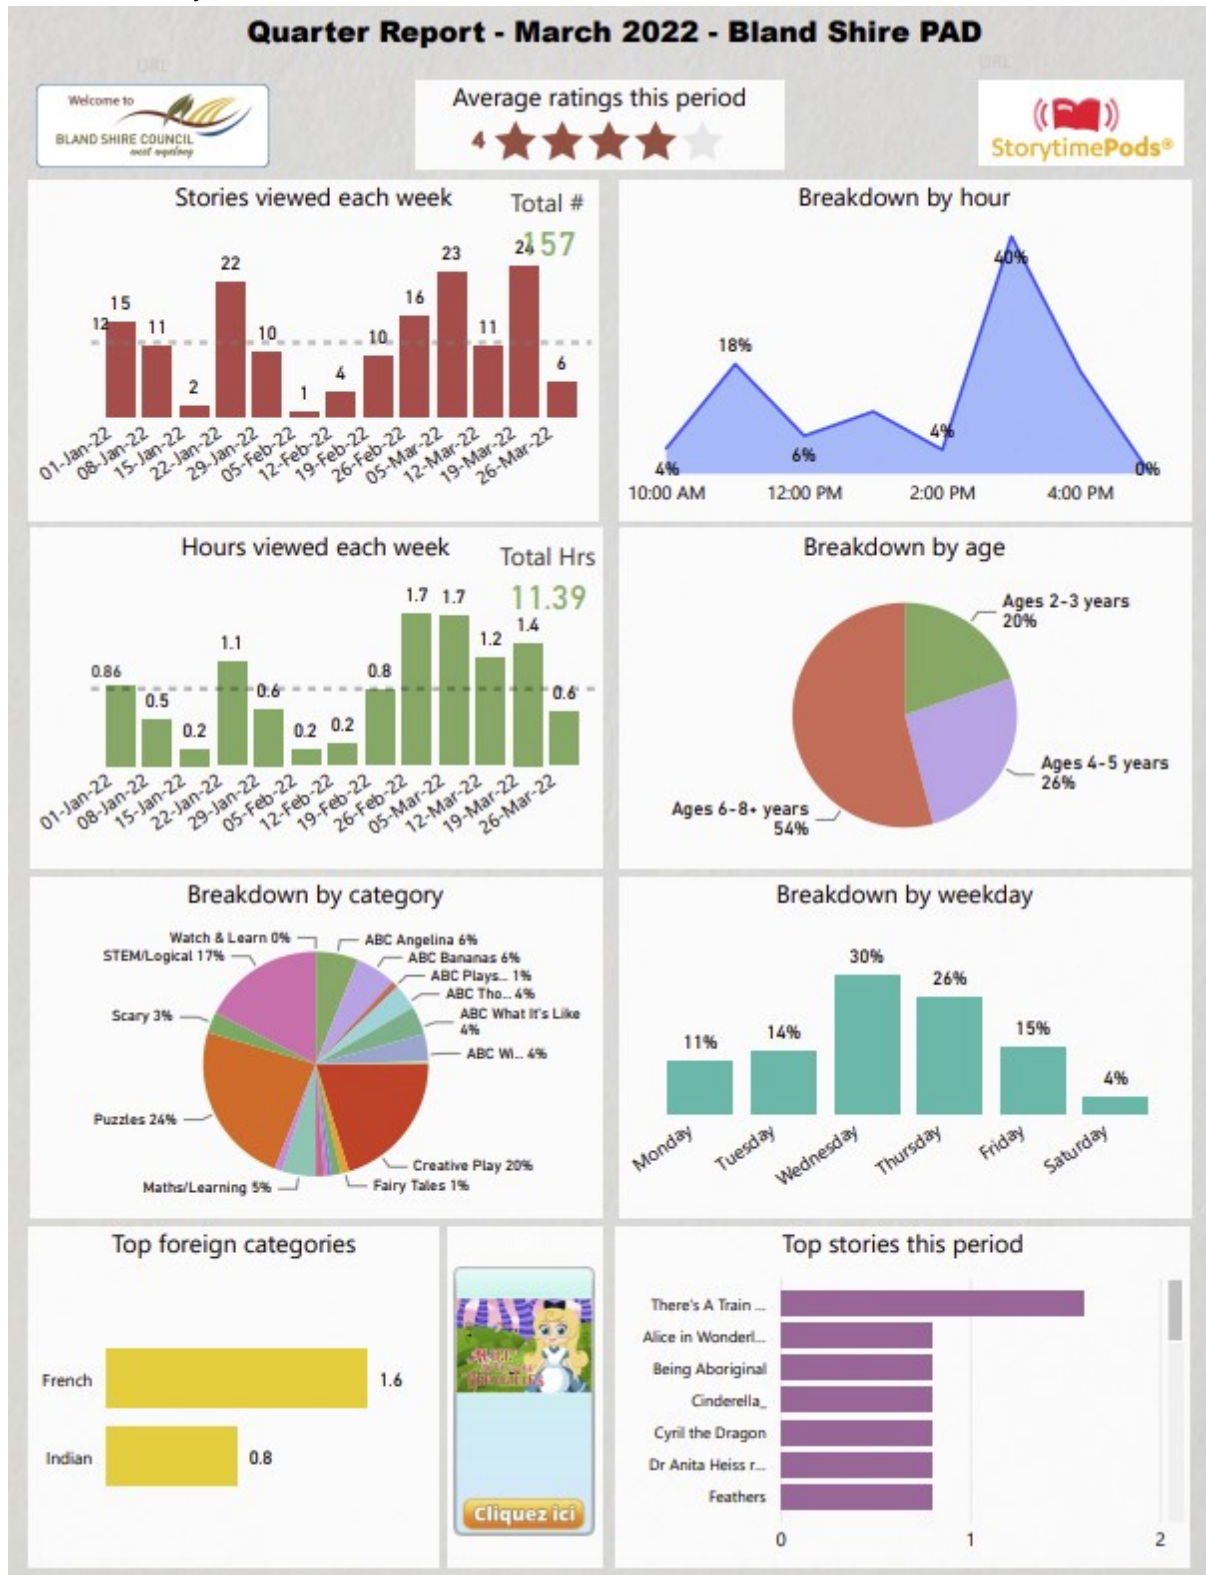 Quarter Report - March 2022 - Bland Shire PAD
URL
URL
Welcome to
BLAND SHIRE COUNCIL
west wyalong
Average ratings this period
4
StorytimePods®
Stories viewed each week
Total #
157
12
15
11
2
22
10
1
4
10
16
23
11
24
6
01-Jan-22
08-Jan-22
15-Jan-22
22-Jan-22
29-Jan-22
05-Feb-22
12-Feb-22
19-Feb-22
26-Feb-22
05-Mar-22
12-Mar-22
19-Mar-22
26-Mar-22
Breakdown by hour
4%
18%
6%
4%
40%
0%
10:00 AM
12:00 PM
2:00 PM
4:00 PM
Hours viewed each week
Total Hrs
11.39
0.86
0.5
0.2
1.1
0.6
0.2
0.2
0.8
1.7
1.7
1.2
1.4
0.6
01-Jan-22
08-Jan-22
15-Jan-22
22-Jan-22
29-Jan-22
05-Feb-22
12-Feb-22
19-Feb-22
26-Feb-22
05-Mar-22
12-Mar-22
19-Mar-22
26-Mar-22
Breakdown by age
Ages 2-3 years
20%
Ages 4-5 years
26%
Ages 6-8+ years
54%
Breakdown by category
Watch & Learn 0%
STEM/Logical 17%
Scary 3%
Puzzles 24%
Maths/Learning 5%
ABC Angelina 6%
ABC Bananas 6%
ABC Plays... 1%
ABC Tho... 4%
ABC What It's Like
4%
ABC Wi... 4%
Creative Play 20%
Fairy Tales 1%
Breakdown by weekday
11%
14%
30%
26%
15%
4%
Monday
Tuesday
Wednesday
Thursday
Friday
Saturday
Top foreign categories
French
1.6
Indian
0.8
Cliquez ici
Top stories this period
There's A Train ...
Alice in Wonderl...
Being Aboriginal
Cinderella_
Cyril the Dragon
Dr Anita Heiss r...
Feathers
0
1
2